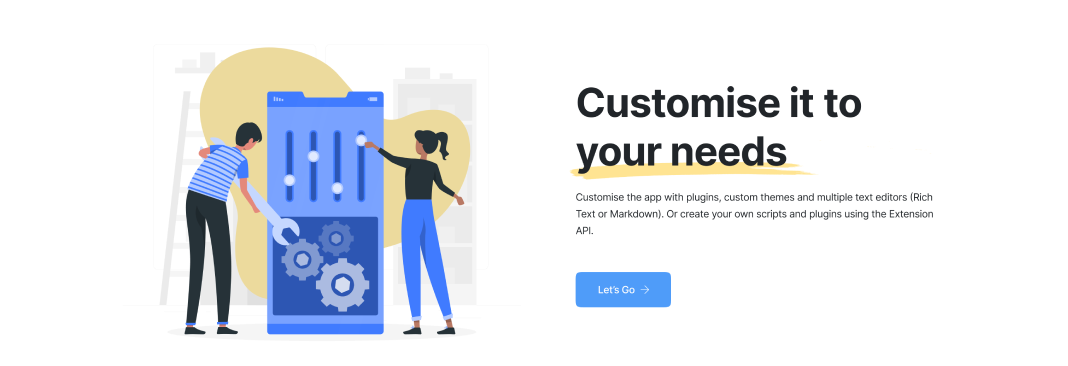 Customise it to
your needs
Customise the app with plugins, custom themes and multiple text editors (Rich
Text or Markdown). Or create your own scripts and plugins using the Extension
API.
Let's Go